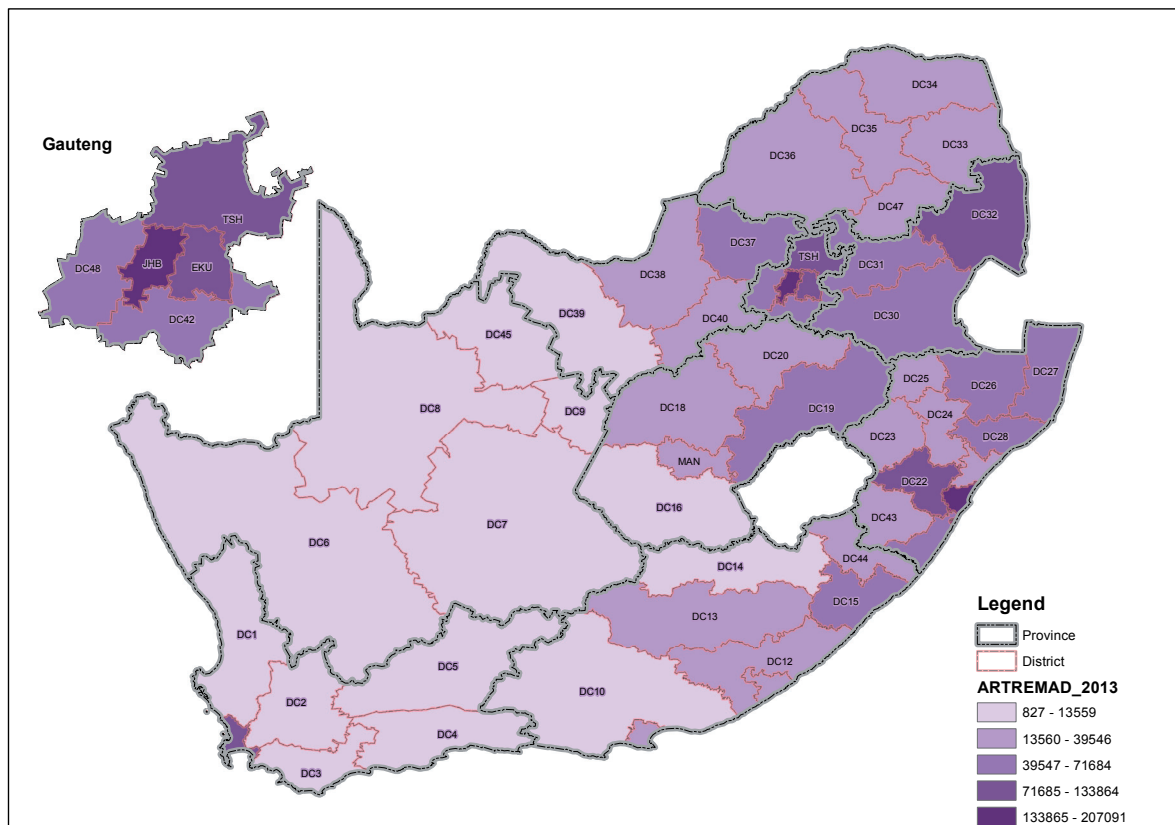 Gauteng
TSH
DC48
JHB
EKU
DC42
DC34
DC35
DC33
DC36
DC47
DC32
DC37
TSH
DC31
DC38
DC39
DC40
DC30
DC45
DC20
DC25
DC26
DC27
DC8
DC9
DC18
DC19
DC24
DC23
DC28
MAN
DC22
DC16
DC43
DC7
DC6
DC44
DC14
DC15
DC13
DC1
DC12
DC5
DC10
DC2
DC4
DC3
Legend
Province
District
ARTREMAD_2013
827 - 13559
13560 - 39546
39547 - 71684
71685 - 133864
133865 - 207091